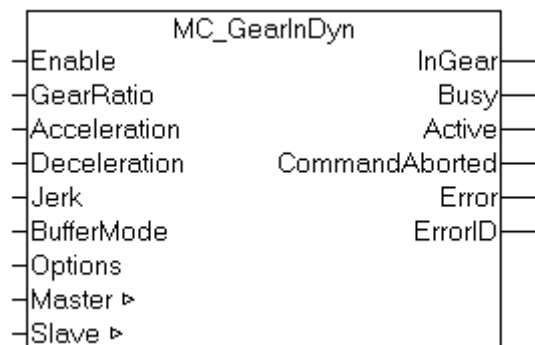 MC_GearInDyn
Enable InGear
GearRatio Busy
Acceleration Active
Deceleration CommandAborted
Jerk Error
BufferMode ErrorID
Options
Master
Slave